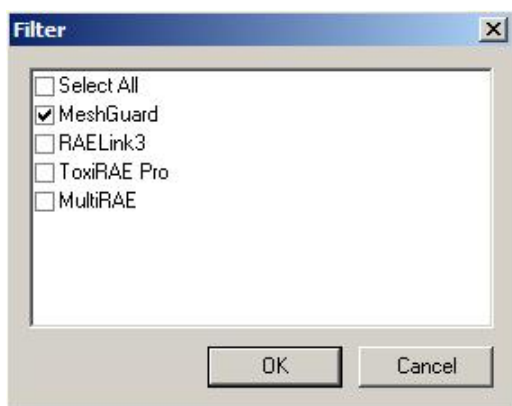 Filter
Select All
MeshGuard
RAELink3
ToxiRAE Pro
MultiRAE
OK
Cancel